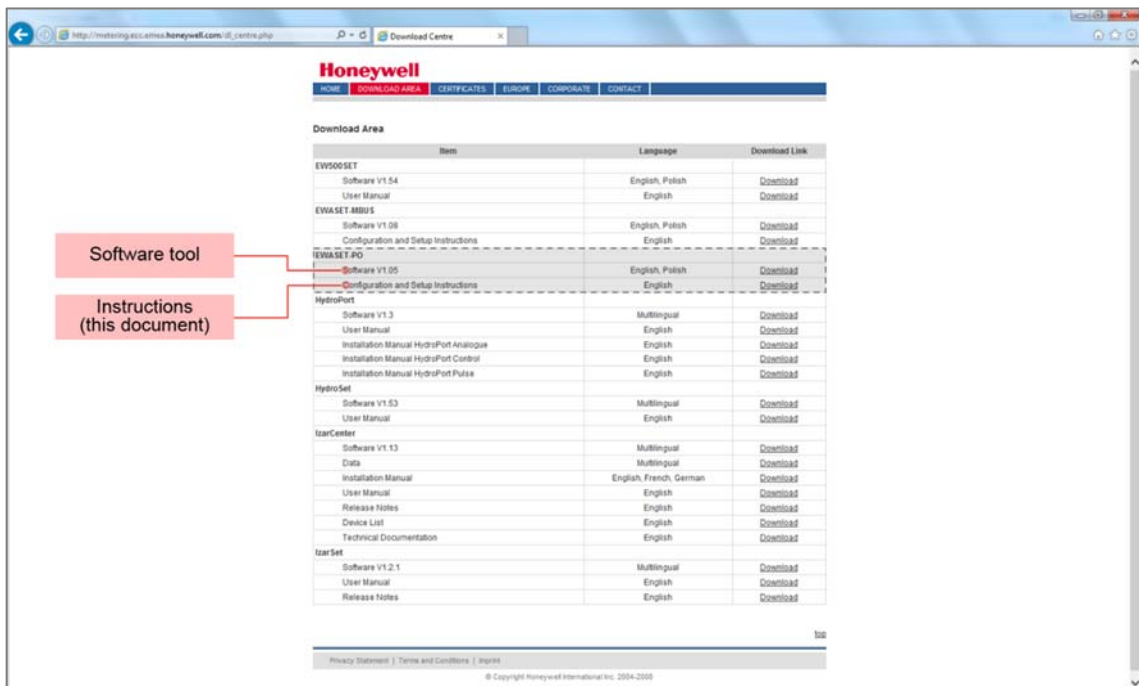 http://metering.ecc.emea.honeywell.com/dl_centre.php
Download Centre
Honeywell
HOME DOWNLOAD AREA CERTIFICATES EUROPE CORPORATE CONTACT
Download Area
Item Language Download Link
EW500SET
Software V1.54 English, Polish Download
User Manual English Download
EWASET-MBUS
Software V1.08 English, Polish Download
Configuration and Setup Instructions English Download
EWASET-PO
Software tool
Software V1.05 English, Polish Download
Configuration and Setup Instructions English Download
Instructions
(this document)
HydroPort
Software V1.3 Multilingual Download
User Manual English Download
Installation Manual HydroPort Analogue English Download
Installation Manual HydroPort Control English Download
Installation Manual HydroPort Pulse English Download
HydroSet
Software V1.53 Multilingual Download
User Manual English Download
IzarCenter
Software V1.13 Multilingual Download
Data Multilingual Download
Installation Manual English, French, German Download
User Manual English Download
Release Notes English Download
Device List English Download
Technical Documentation English Download
IzarSet
Software V1.2.1 Multilingual Download
User Manual English Download
Release Notes English Download
top
Privacy Statement | Terms and Conditions | Imprint
© Copyright Honeywell International Inc. 2004-2008